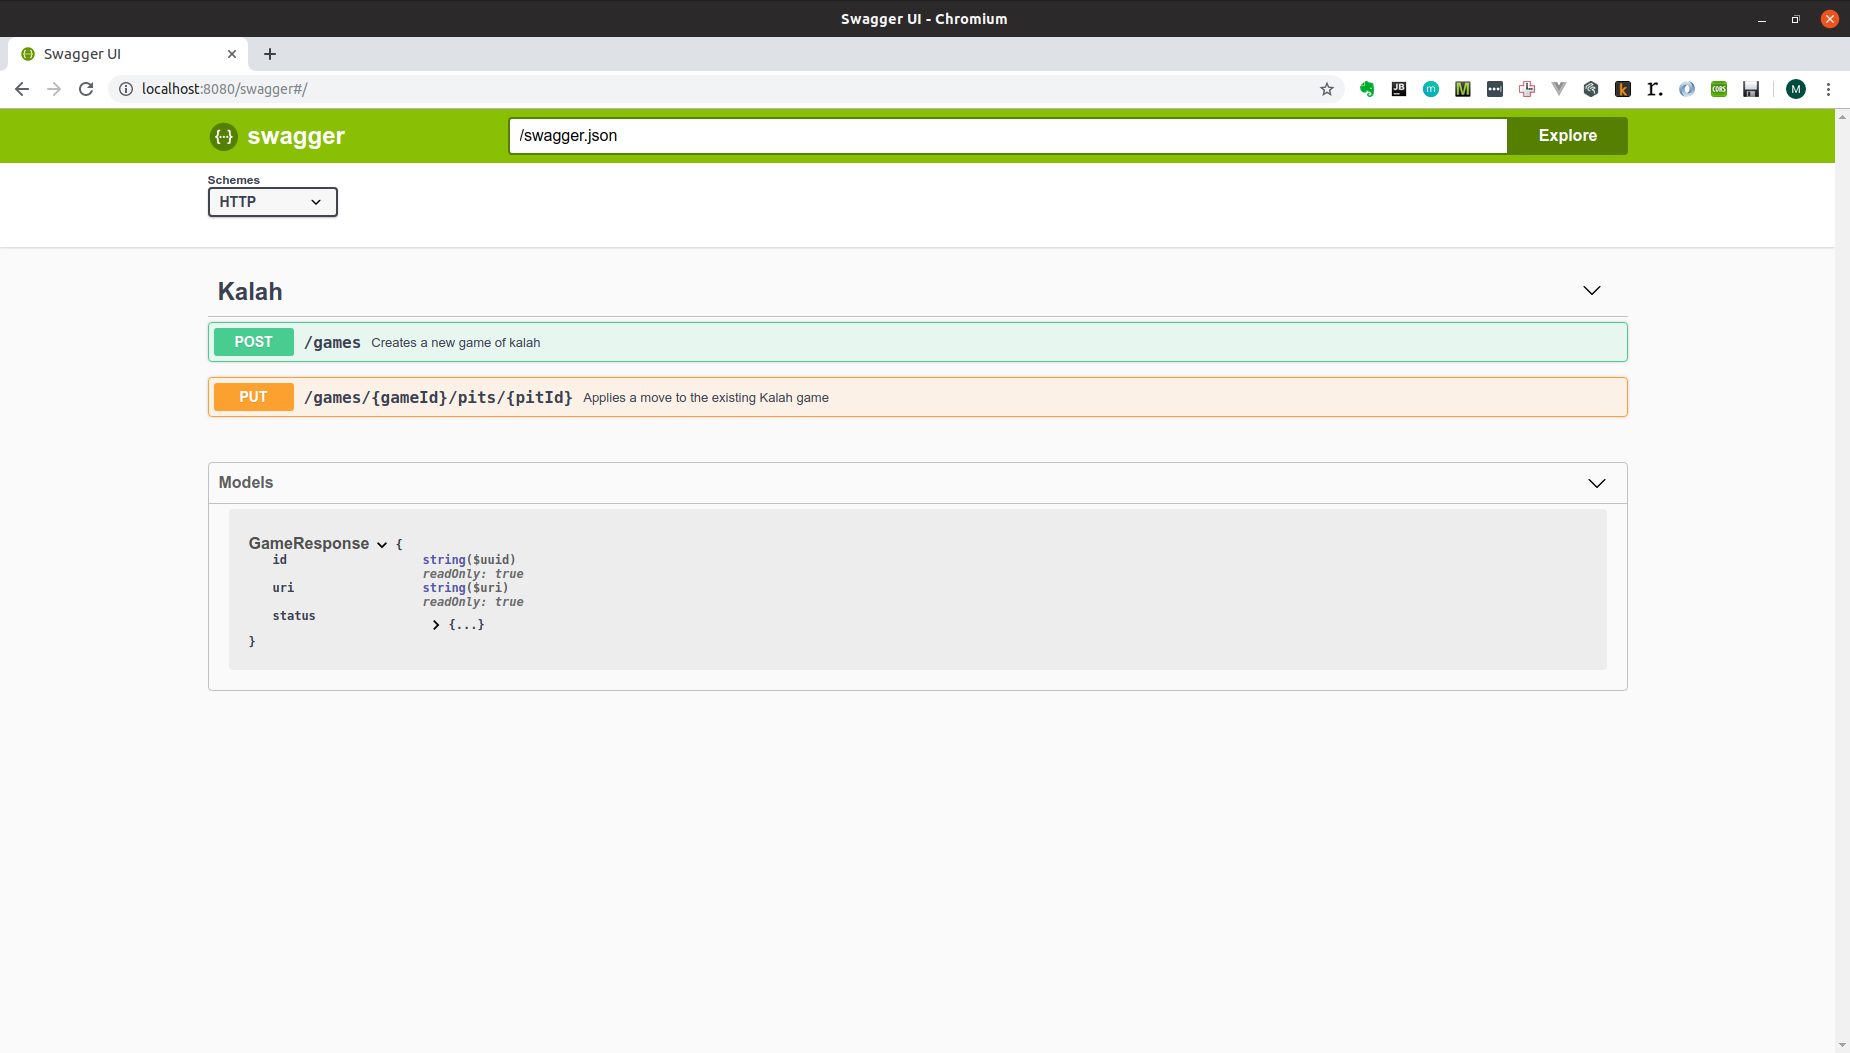 Swagger UI - Chromium
Swagger UI
localhost:8080/swagger#/
JB
m
M
CORS
k
r.
M
{...} swagger
/swagger.json
Explore
Schemes
HTTP
Kalah
POST /games Creates a new game of kalah
PUT /games/{gameId}/pits/{pitId} Applies a move to the existing Kalah game
Models
GameResponse {
id string($uuid)
readOnly: true
uri string($uri)
readOnly: true
status
{...}
}